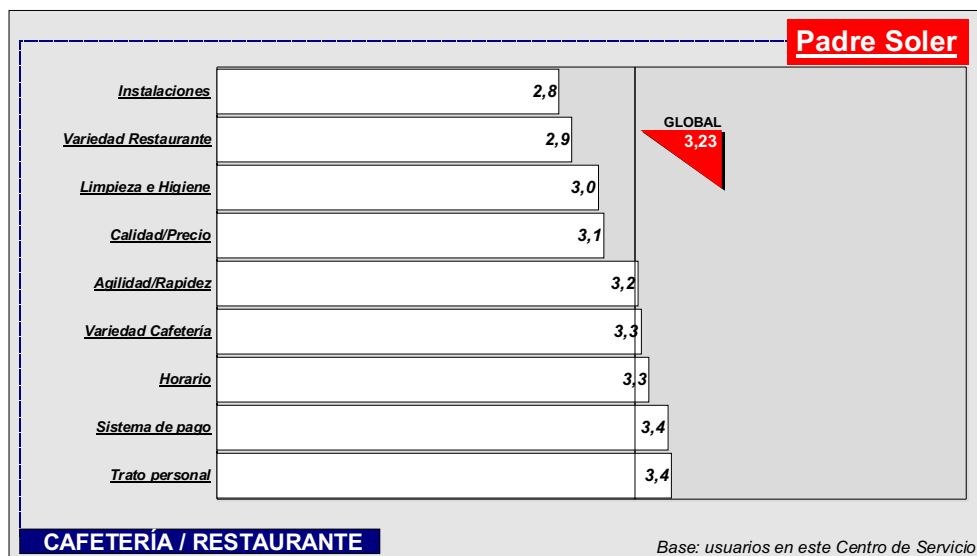 Padre Soler
Instalaciones 2,8
GLOBAL
Variedad Restaurante 2,9 3,23
Limpieza e Higiene 3,0
Calidad/Precio 3,1
Agilidad/Rapidez 3,2
Variedad Cafetería 3,3
Horario 3,3
Sistema de pago 3,4
Trato personal 3,4
CAFETERÍA / RESTAURANTE
Base: usuarios en este Centro de Servicio